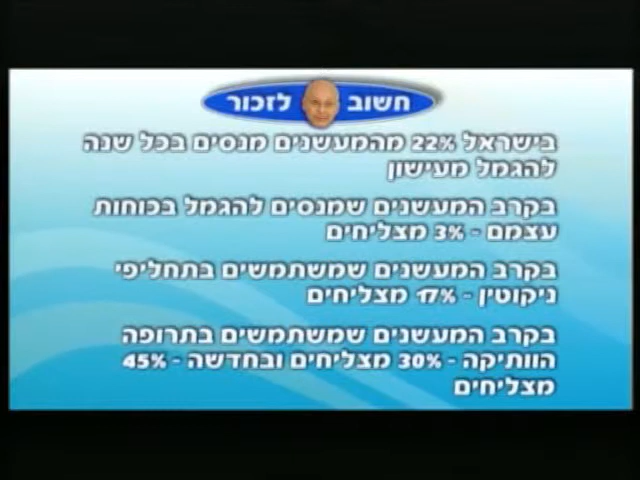 חשוב לזכור
בישראל 22% מהמעשנים מנסים בכל שנה
להגמל מעישון
בקרב המעשנים שמנסים להגמל בכוחות
עצמם - 3% מצליחים
בקרב המעשנים שמשתמשים בתחליפי
ניקוטין - 17% מצליחים
בקרב המעשנים שמשתמשים בתרופה
הוותיקה - 30% מצליחים ובחדשה - 45%
מצליחים